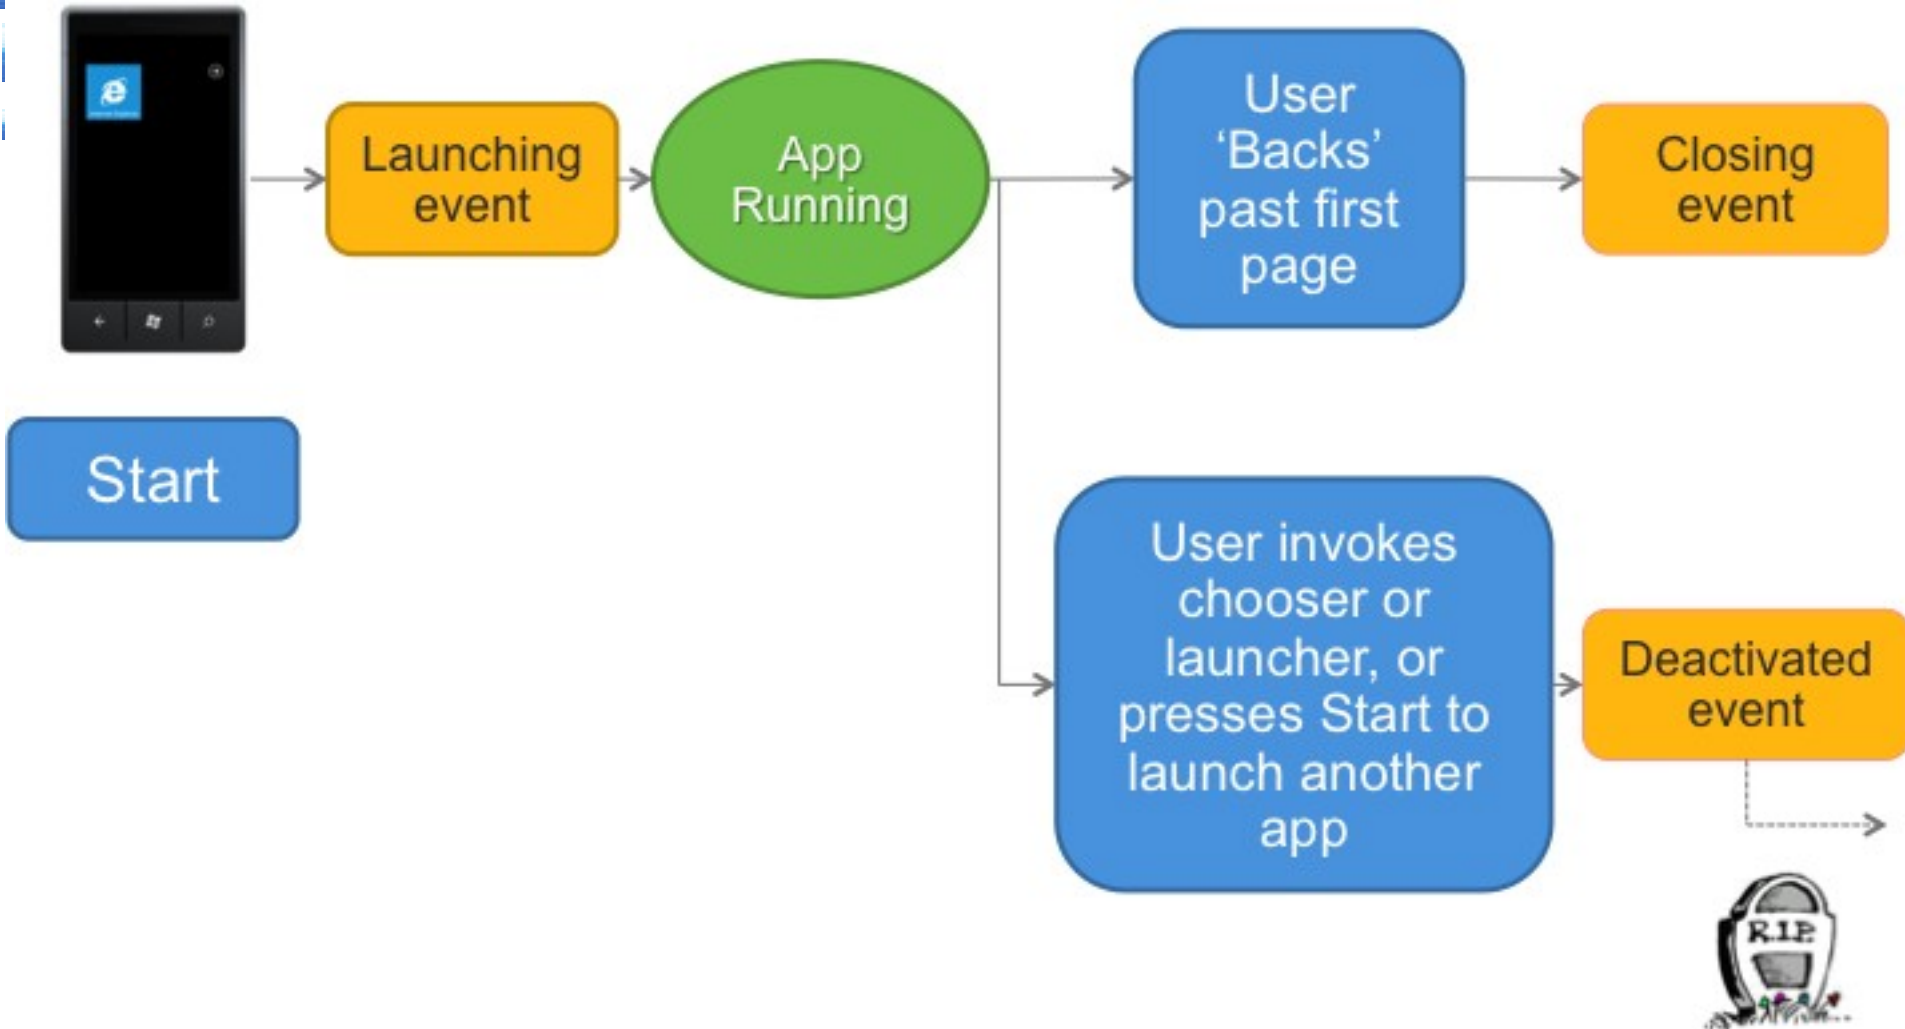 Launching
event
App
Running
User
‘Backs’
past first
page
Closing
event
Start
User invokes
chooser or
launcher, or
presses Start to
launch another
app
Deactivated
event
R.I.P.